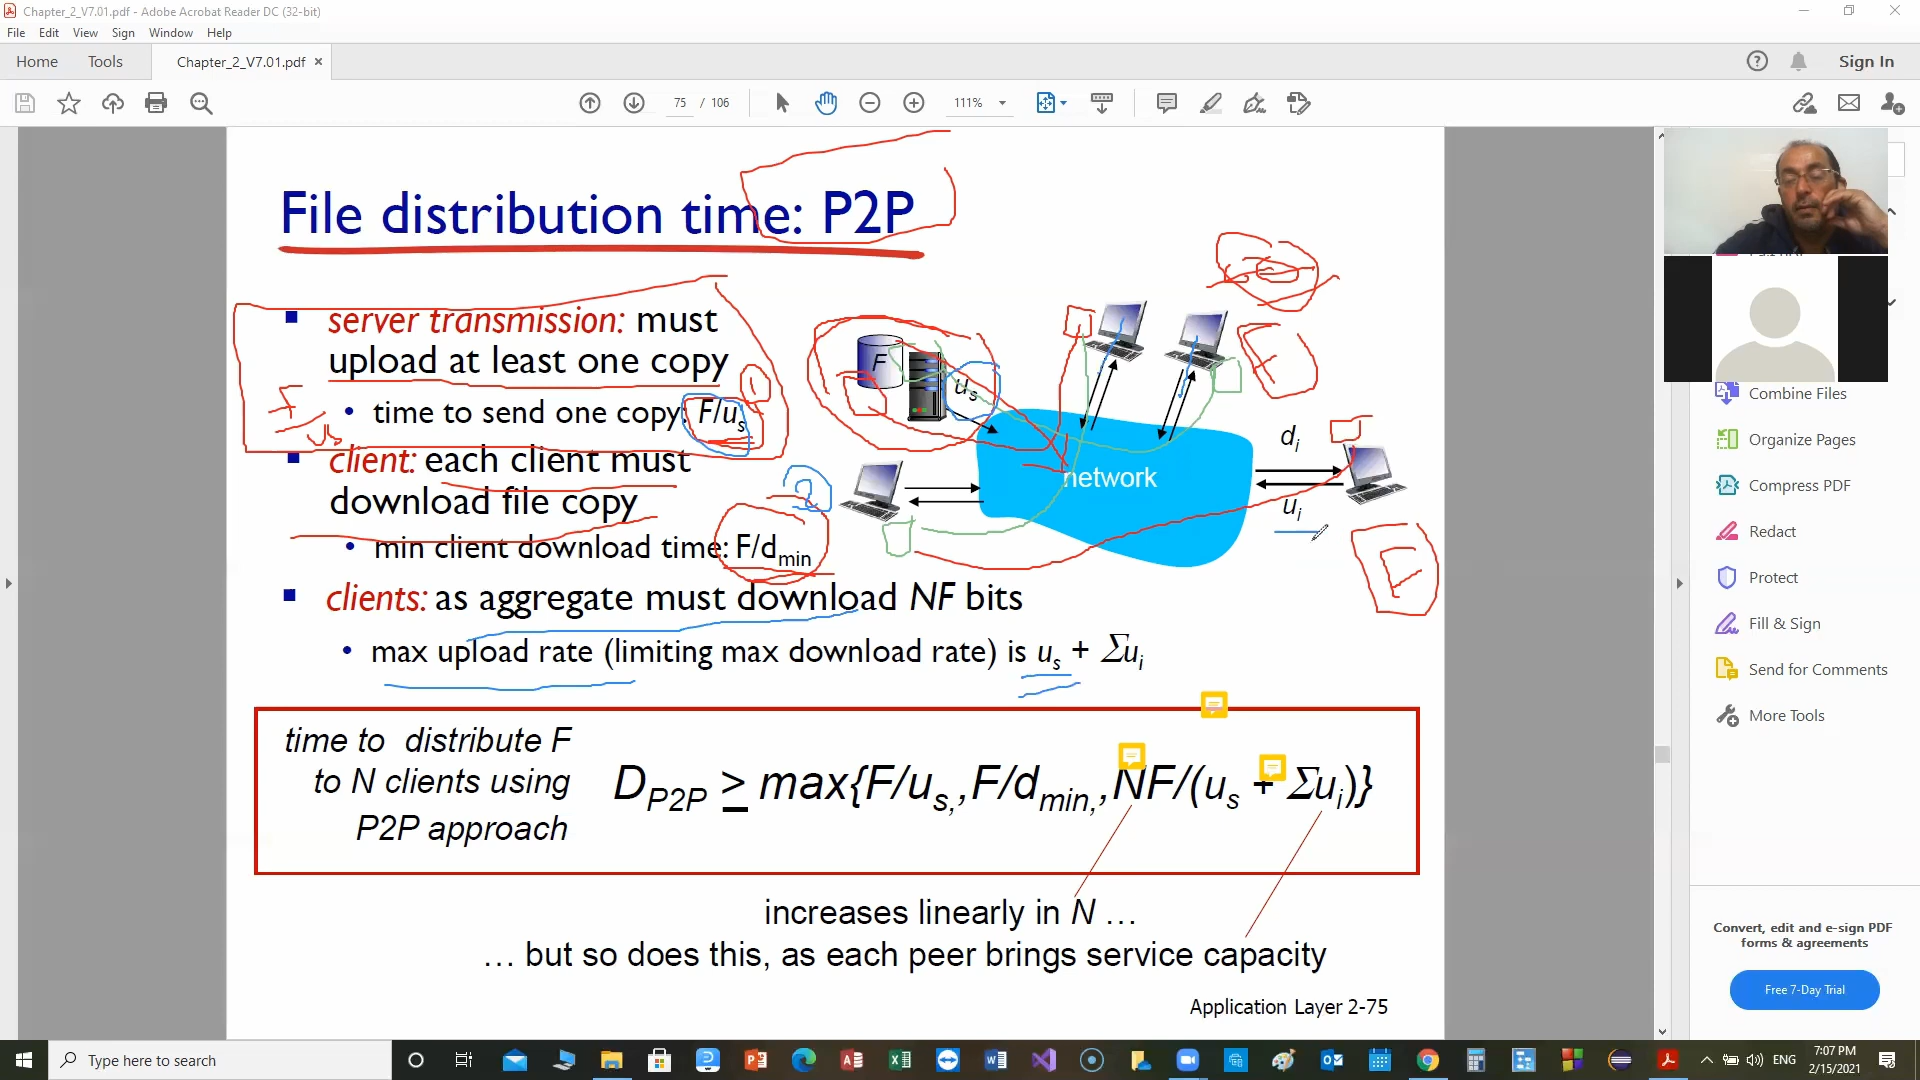 Chapter_2_V7.01.pdf - Adobe Acrobat Reader DC (32-bit)
File Edit View Sign Window Help
Home Tools Chapter_2_V7.01.pdf × Sign In
75 / 106 111%
File distribution time: P2P
server transmission: must
upload at least one copy
• time to send one copy: F/us
client: each client must
download file copy
• min client download time: F/dmin
clients: as aggregate must download NF bits
• max upload rate (limiting max download rate) is us + Σui
F
us
network
di
ui
F
us
1
2
F
F
time to distribute F
to N clients using
P2P approach
DP2P ≥ max{F/us,,F/dmin,,NF/(us + Σui)}
increases linearly in N …
… but so does this, as each peer brings service capacity
Application Layer 2-75
Combine Files
Organize Pages
Compress PDF
Redact
Protect
Fill & Sign
Send for Comments
More Tools
Convert, edit and e-sign PDF
forms & agreements
Free 7-Day Trial
Type here to search
ENG
7:07 PM
2/15/2021